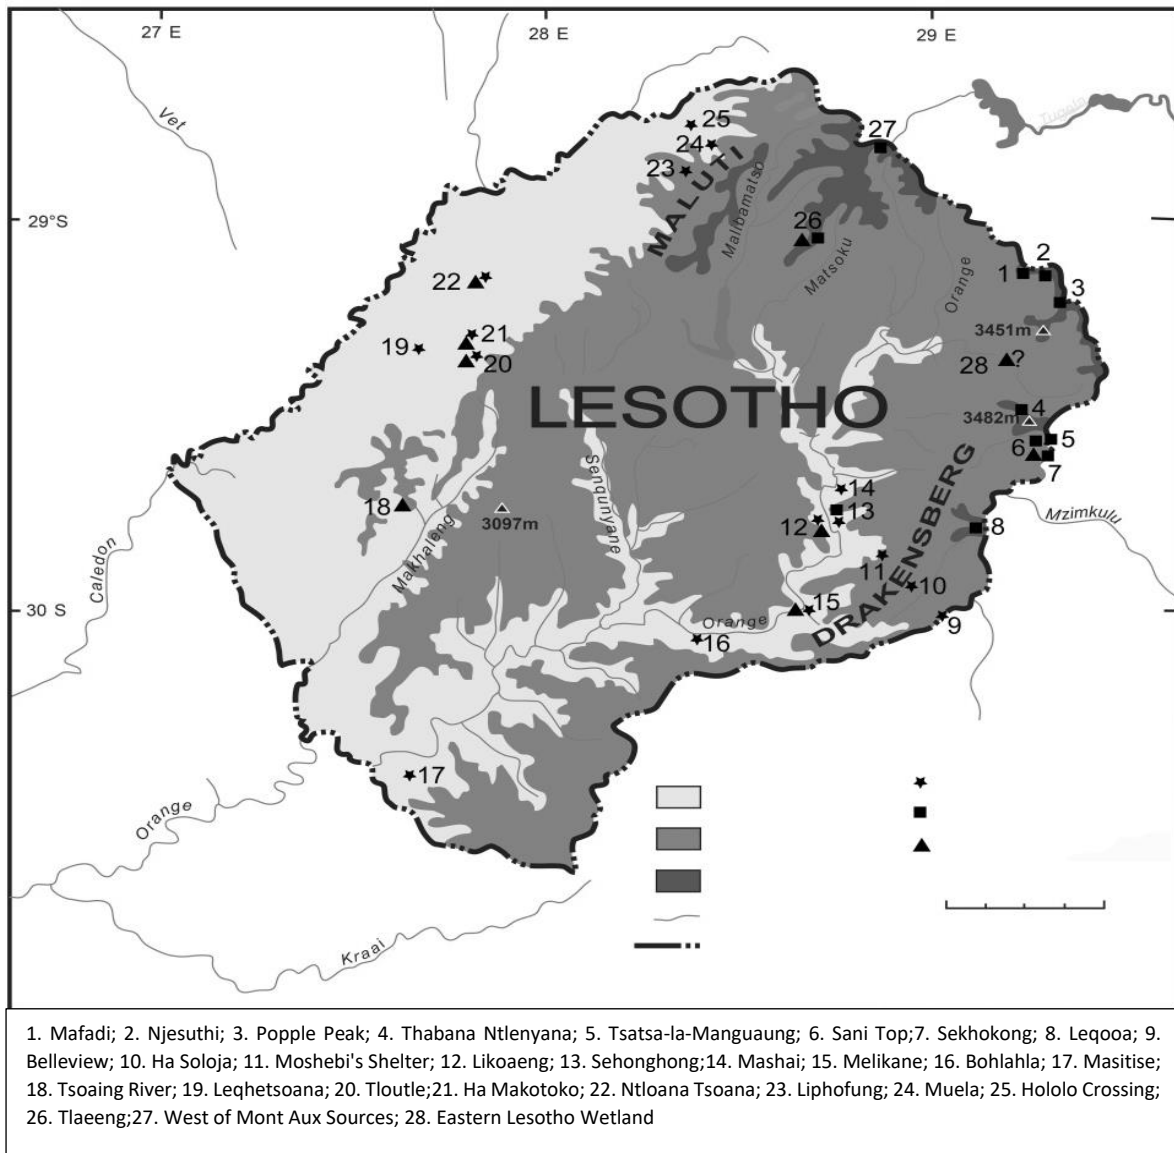 27 E
28 E
29 E
Vet
Tugela
25
24
27
23
MALUTI
29°S
Malibamatso
26
Matsoku
Orange
2
1
3
22
3451m
21
19
20
28
?
LESOTHO
4
3482m
6
5
7
14
18
3097m
Makhaleng
Senqunyane
13
12
Mzimkulu
8
Caledon
11
10
DRAKENSBERG
30 S
15
Orange
9
16
17
Orange
Kraai
1. Mafadi; 2. Njesuthi; 3. Popple Peak; 4. Thabana Ntlenyana; 5. Tsatsa-la-Manguaung; 6. Sani Top;7. Sekhokong; 8. Leqooa; 9.
Belleview; 10. Ha Soloja; 11. Moshebi's Shelter; 12. Likoaeng; 13. Sehonghong;14. Mashai; 15. Melikane; 16. Bohlahla; 17. Masitise;
18. Tsoaing River; 19. Leqhetsoana; 20. Tloutle;21. Ha Makotoko; 22. Ntloana Tsoana; 23. Liphofung; 24. Muela; 25. Hololo Crossing;
26. Tlaeeng;27. West of Mont Aux Sources; 28. Eastern Lesotho Wetland